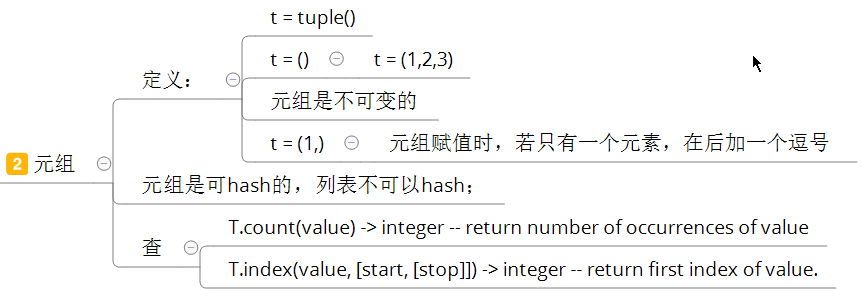 t = tuple()
定义：
t = ()
t = (1,2,3)
元组是不可变的
t = (1,)
元组赋值时，若只有一个元素，在后加一个逗号
2 元组
元组是可hash的，列表不可以hash；
查
T.count(value) -> integer -- return number of occurrences of value
T.index(value, [start, [stop]]) -> integer -- return first index of value.